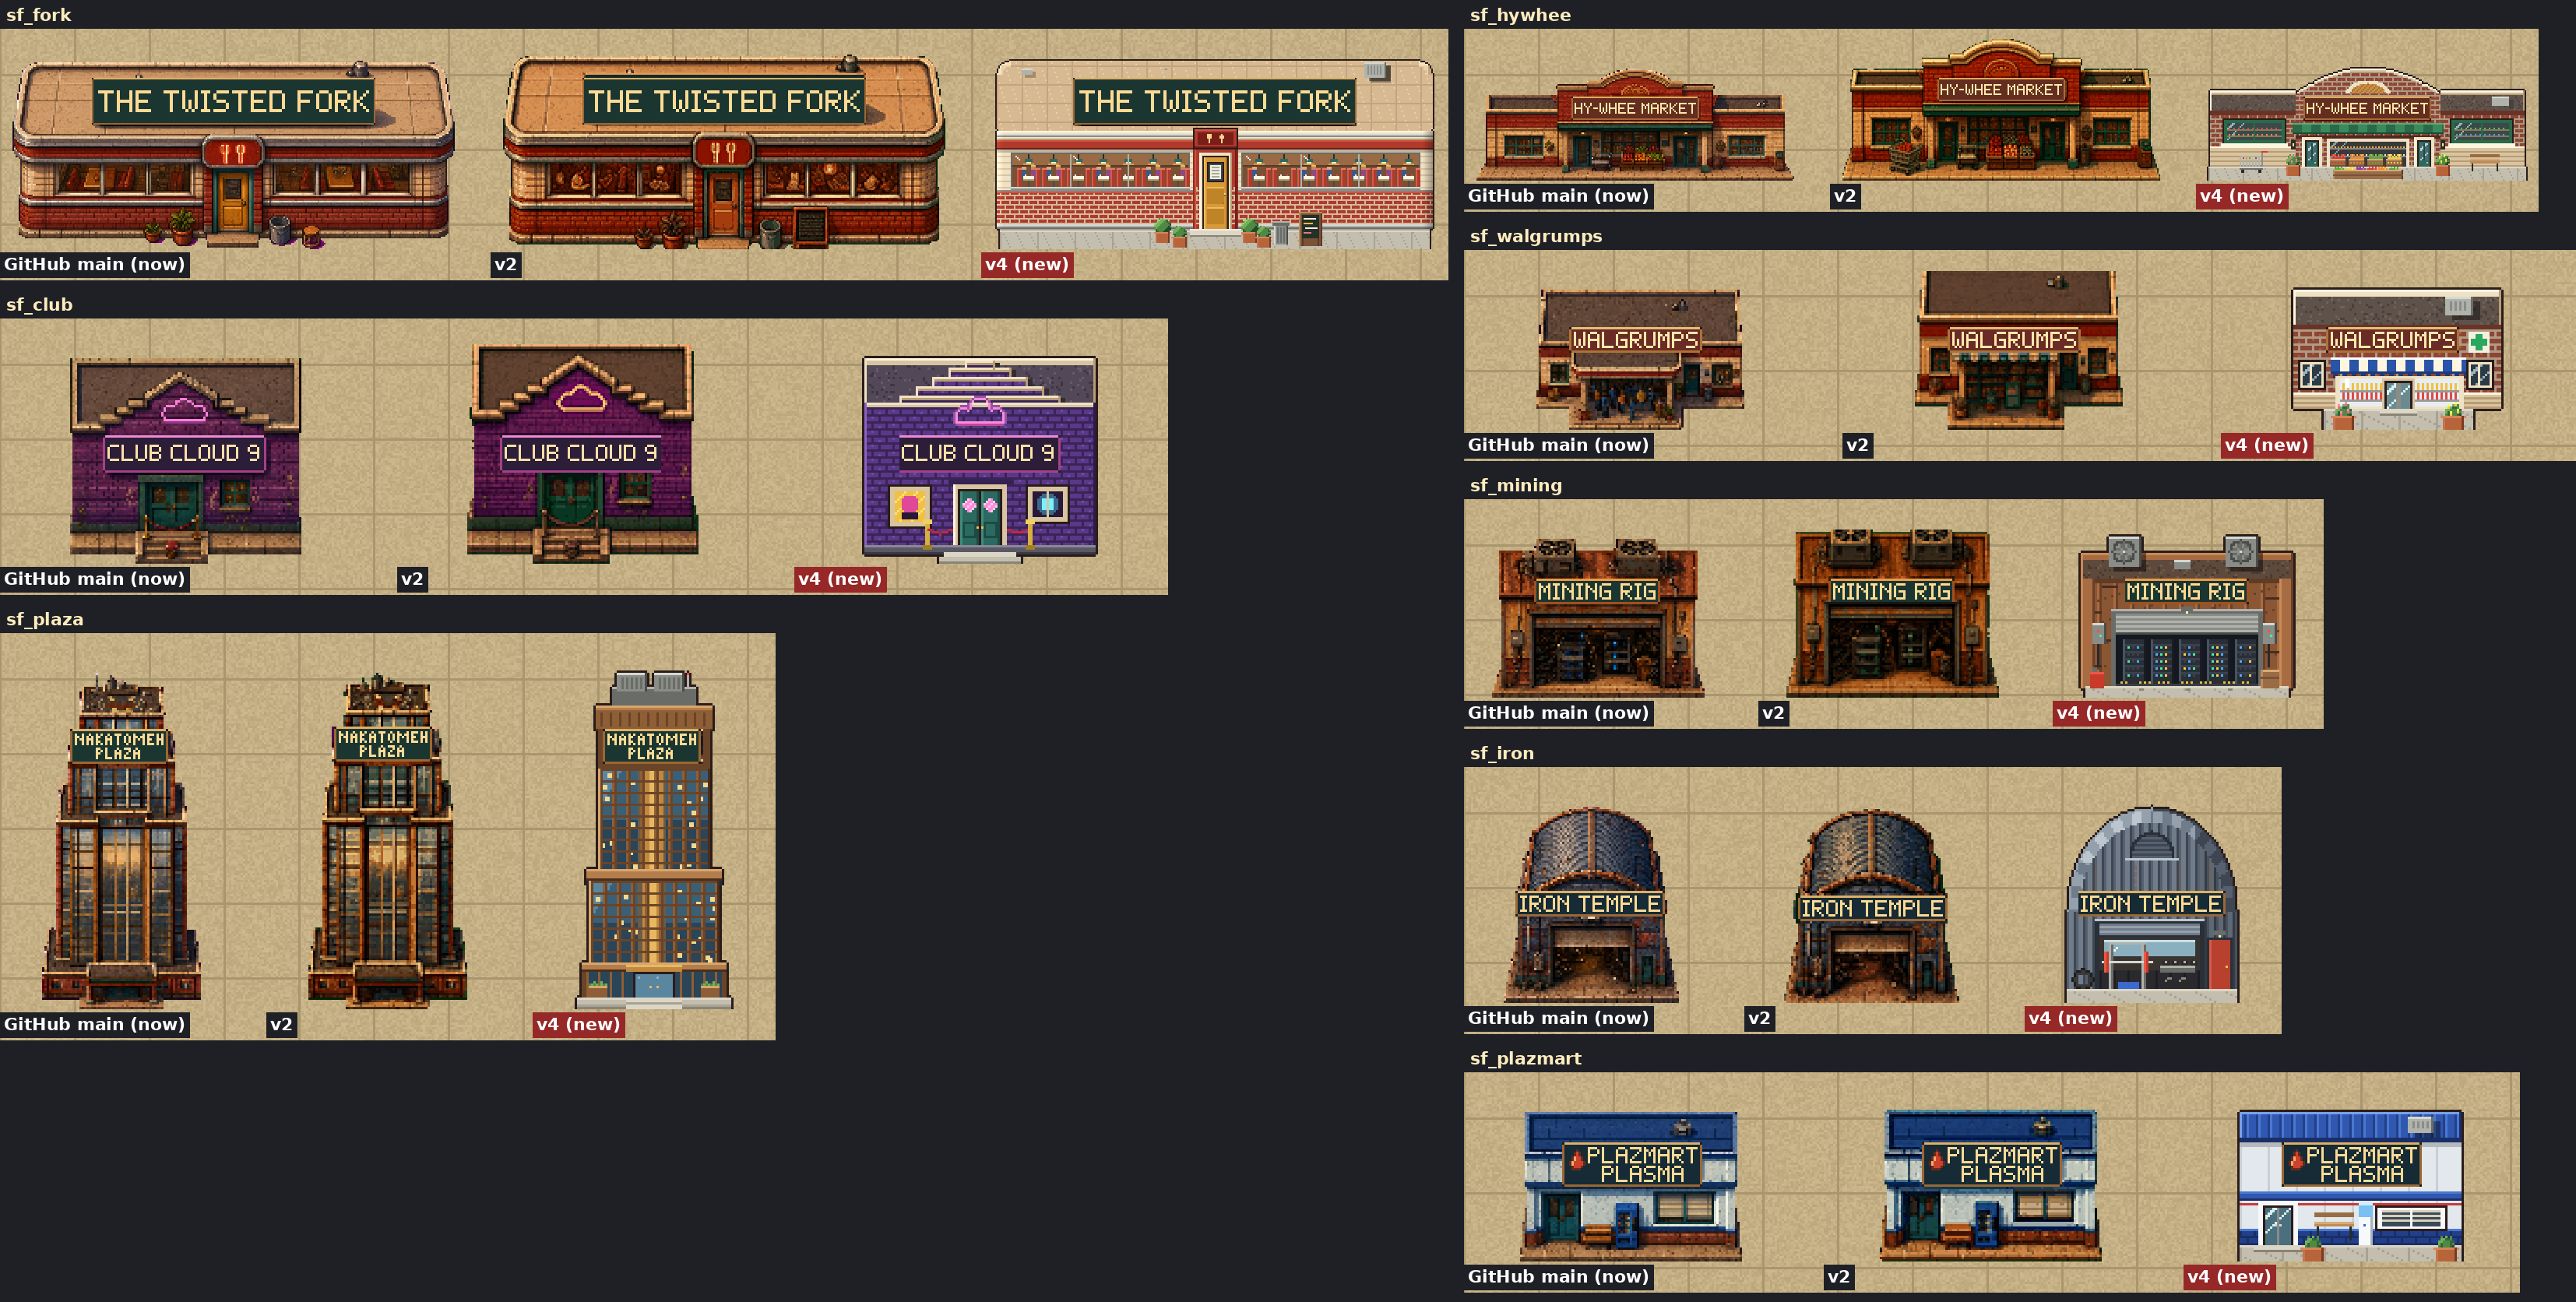 sf_fork
THE TWISTED FORK
THE TWISTED FORK
THE TWISTED FORK
GitHub main (now)
v2
v4 (new)
sf_club
CLUB CLOUD 9
CLUB CLOUD 9
CLUB CLOUD 9
GitHub main (now)
v2
v4 (new)
sf_plaza
NAKATOMEH
PLAZA
NAKATOMEH
PLAZA
NAKATOMEH
PLAZA
GitHub main (now)
v2
v4 (new)
sf_hywhee
HY-WHEE MARKET
HY-WHEE MARKET
HY-WHEE MARKET
GitHub main (now)
v2
v4 (new)
sf_walgrumps
WALGRUMPS
WALGRUMPS
WALGRUMPS
GitHub main (now)
v2
v4 (new)
sf_mining
MINING RIG
MINING RIG
MINING RIG
GitHub main (now)
v2
v4 (new)
sf_iron
IRON TEMPLE
IRON TEMPLE
IRON TEMPLE
GitHub main (now)
v2
v4 (new)
sf_plazmart
PLAZMART
PLASMA
PLAZMART
PLASMA
PLAZMART
PLASMA
GitHub main (now)
v2
v4 (new)